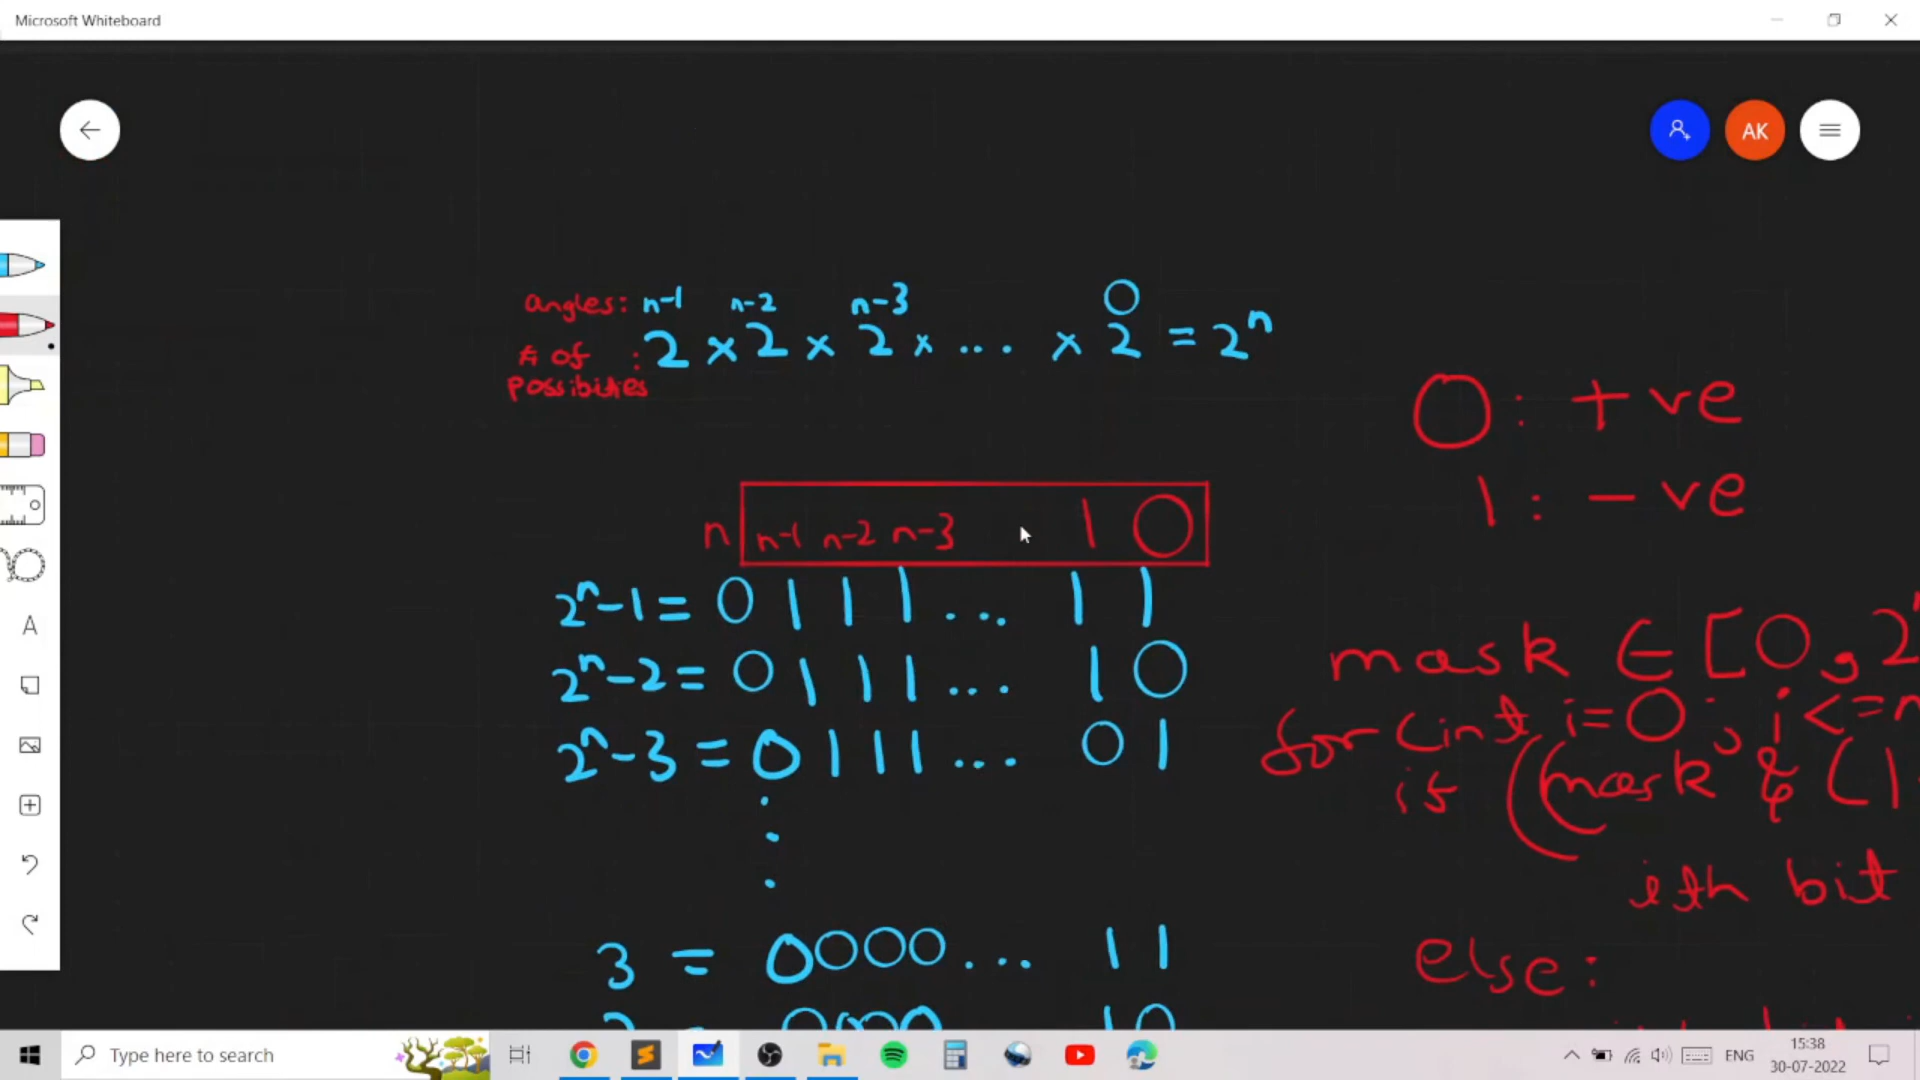 Microsoft Whiteboard
AK
angles: n-1 n-2 n-3 0
# of possibities : 2 × 2 × 2 × ... × 2 = 2^n
0 : +ve
1 : - ve
n n-1 n-2 n-3 1 0
2^n-1 = 0 1 1 1 ... 1 1
2^n-2 = 0 1 1 1 ... 1 0
2^n-3 = 0 1 1 1 ... 0 1
3 = 0 0 0 0 ... 1 1
mask ∈ [0, 2
for (int i=0; i<=n
if ((mask & (1
ith bit
else:
Type here to search
ENG
15:38
30-07-2022